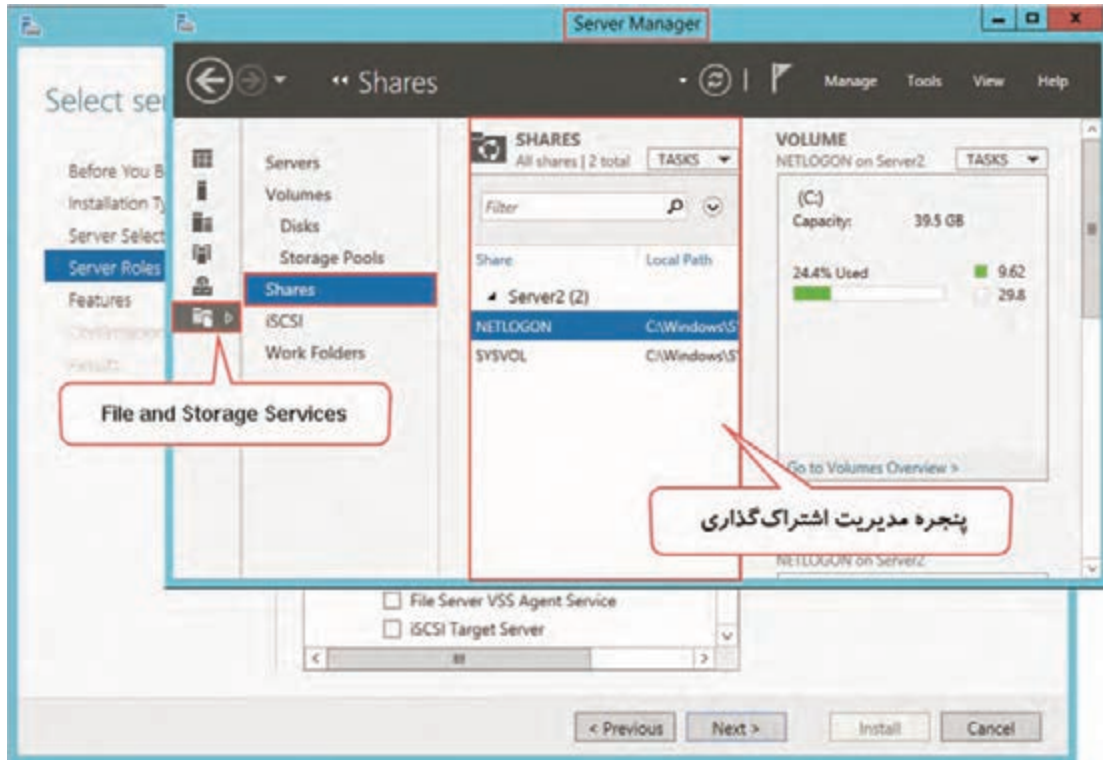 Server Manager
Shares
Manage Tools View Help
Select ser
Before You B
Installation Ty
Server Select
Server Roles
Features
Servers
Volumes
Disks
Storage Pools
Shares
iSCSI
Work Folders
SHARES
All shares | 2 total
TASKS
Filter
Share Local Path
Server2 (2)
NETLOGON C:\Windows\S
SYSVOL C:\Windows\S
VOLUME
NETLOGON on Server2
TASKS
(C:)
Capacity: 39.5 GB
24.4% Used
9.62
29.8
Go to Volumes Overview >
NETLOGON on Server2
File and Storage Services
پنجره مدیریت اشتراک‌گذاری
File Server VSS Agent Service
iSCSI Target Server
< Previous Next > Install Cancel